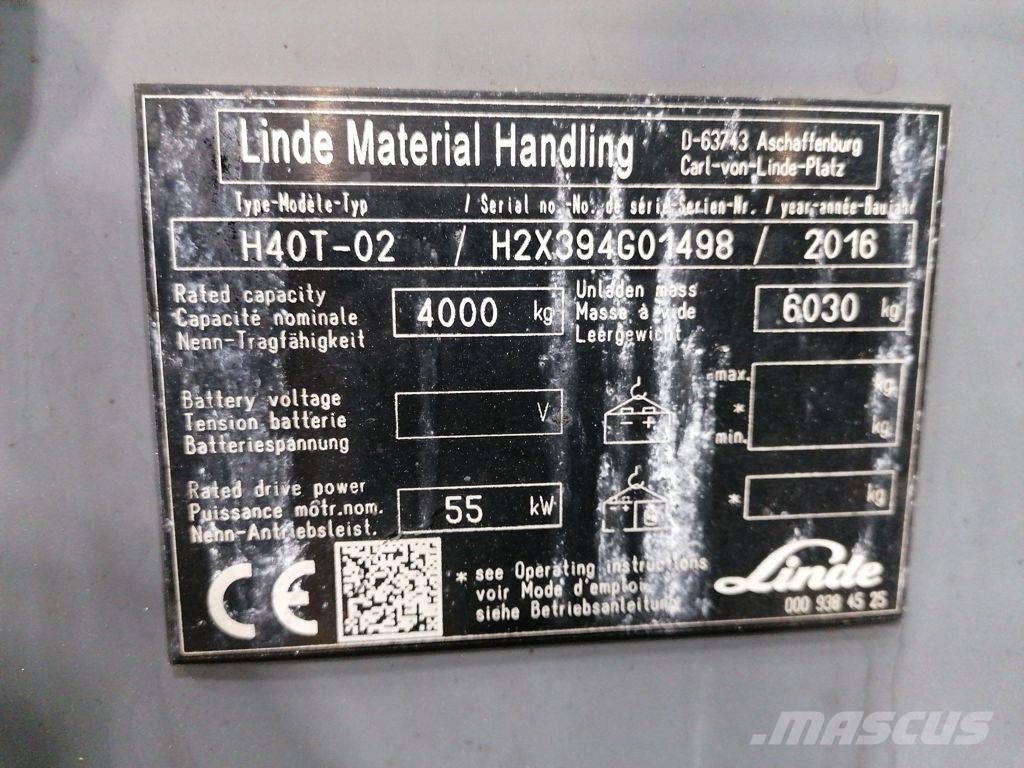 Linde Material Handling
D-63743 Aschaffenburg
Carl-von-Linde-Platz
Type-Modèle-Typ / Serial no.-No. de série-Serien-Nr. / year-année-Baujahr
H40T-02 / H2X394G01498 / 2016
Rated capacity
Capacité nominale
Nenn-Tragfähigkeit
4000 kg
Unladen mass
Masse à vide
Leergewicht
6030 kg
Battery voltage
Tension batterie
Batteriespannung
V
max. kg
*
min. kg
Rated drive power
Puissance motr.nom.
Nenn-Antriebsleist.
55 kW
* kg
CE
* see Operating instructions
voir Mode d'emploi
siehe Betriebsanleitung
Linde
000 938 45 25
MASCUS